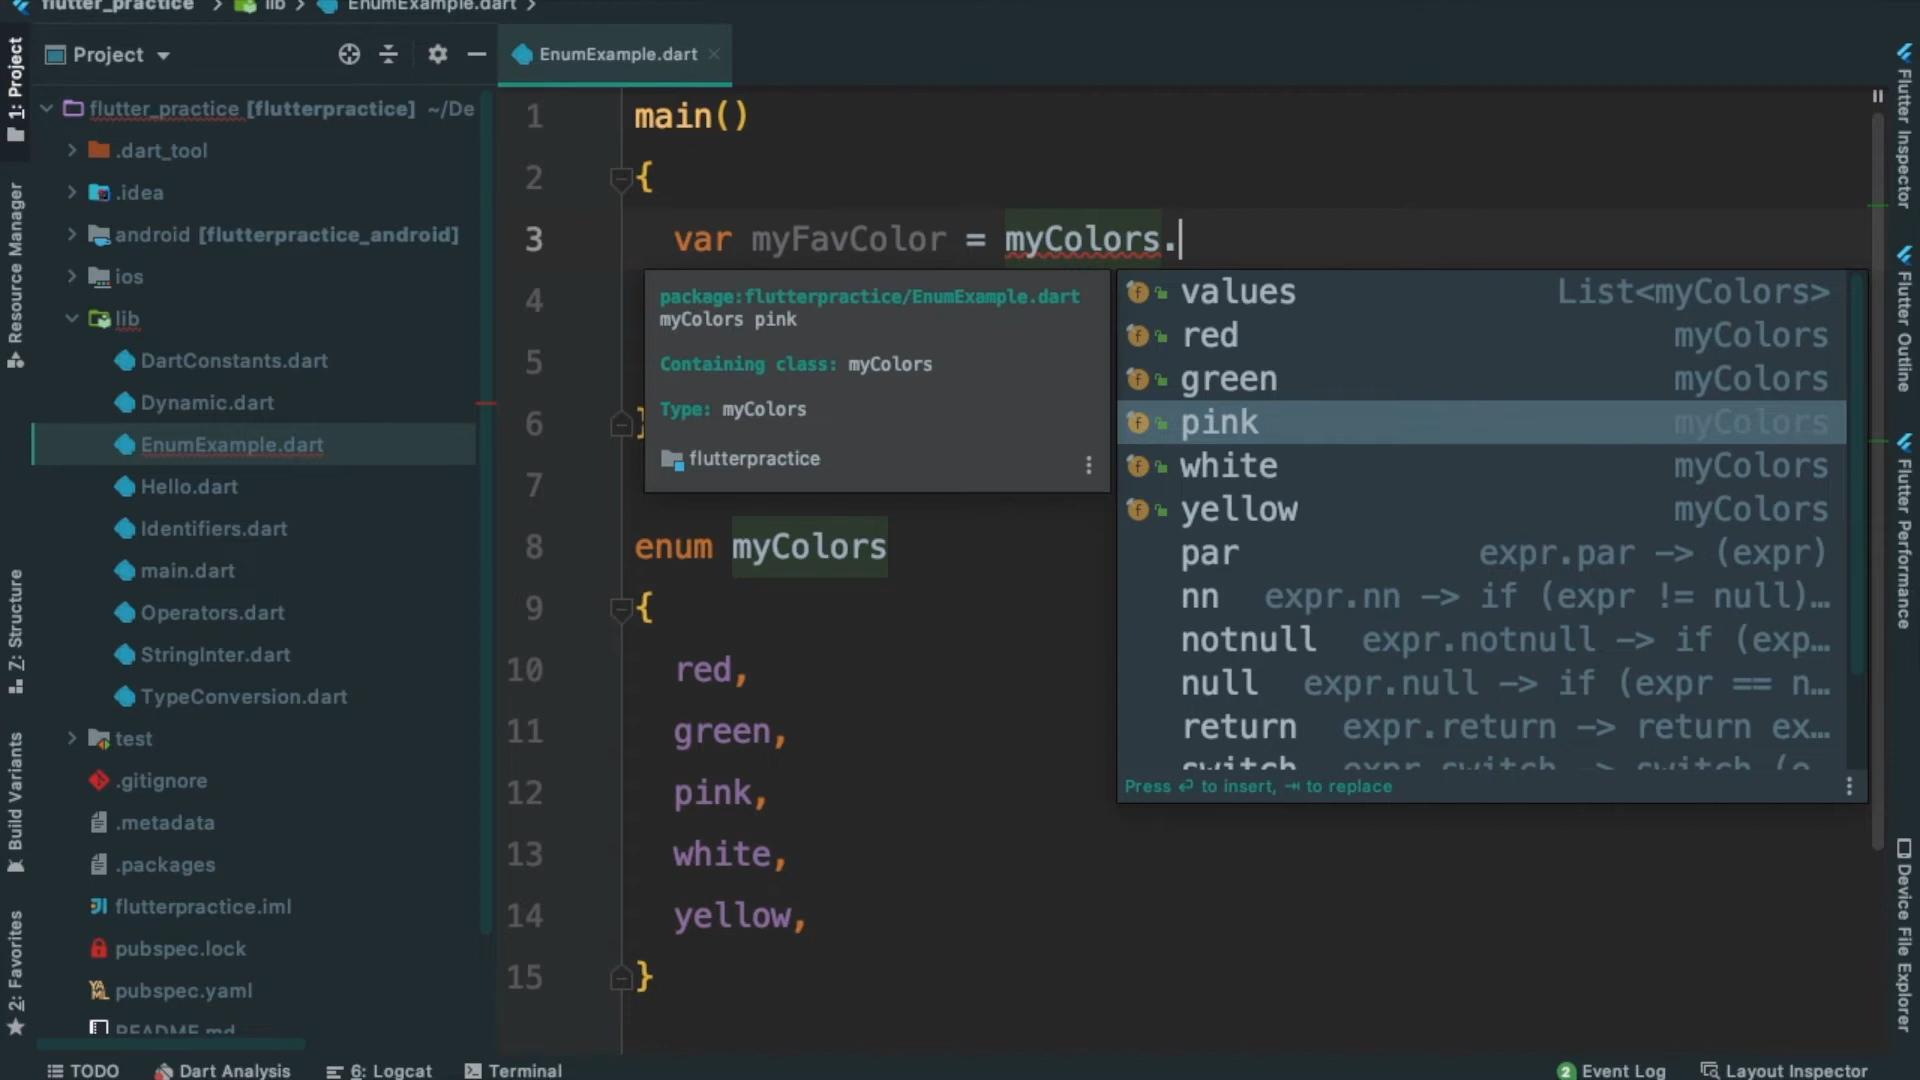 flutter_practice
lib
EnumExample.dart
1: Project
Resource Manager
7: Structure
Build Variants
2: Favorites
Project
flutter_practice [flutterpractice] ~/De
.dart_tool
.idea
android [flutterpractice_android]
ios
lib
DartConstants.dart
Dynamic.dart
EnumExample.dart
Hello.dart
Identifiers.dart
main.dart
Operators.dart
StringInter.dart
TypeConversion.dart
test
.gitignore
.metadata
.packages
flutterpractice.iml
pubspec.lock
pubspec.yaml
README.md
EnumExample.dart
1 main()
2 {
3 var myFavColor = myColors.
4
5
6 }
7
8 enum myColors
9 {
10 red,
11 green,
12 pink,
13 white,
14 yellow,
15 }
package:flutterpractice/EnumExample.dart
myColors pink
Containing class: myColors
Type: myColors
flutterpractice
values List<myColors>
red myColors
green myColors
pink myColors
white myColors
yellow myColors
par expr.par -> (expr)
nn expr.nn -> if (expr != null)…
notnull expr.notnull -> if (exp…
null expr.null -> if (expr == n…
return expr.return -> return ex…
switch expr.switch -> switch (e
Press ↵ to insert, ⇥ to replace
Flutter Inspector
Flutter Outline
Flutter Performance
Device File Explorer
TODO
Dart Analysis
6: Logcat
Terminal
2 Event Log
Layout Inspector